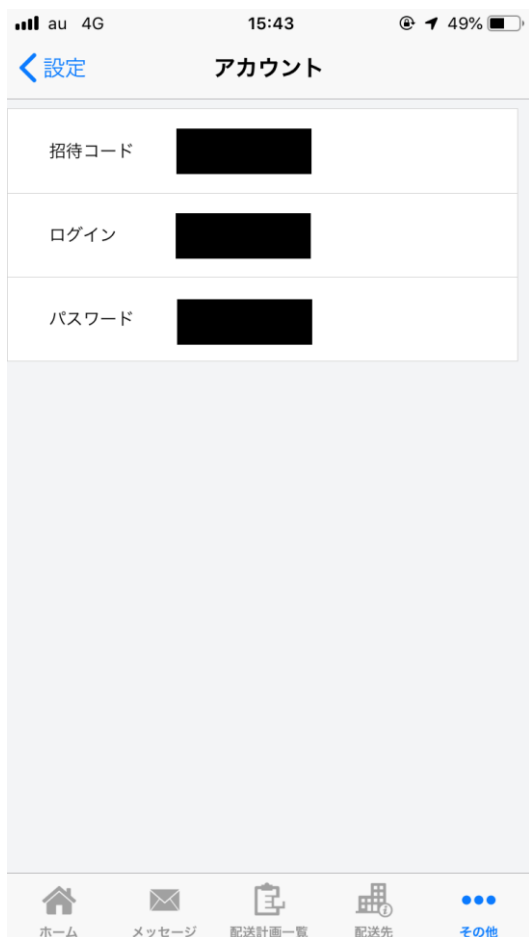 au 4G 15:43 49%
設定 アカウント
招待コード
ログイン
パスワード
ホーム メッセージ 配送計画一覧 配送先 その他